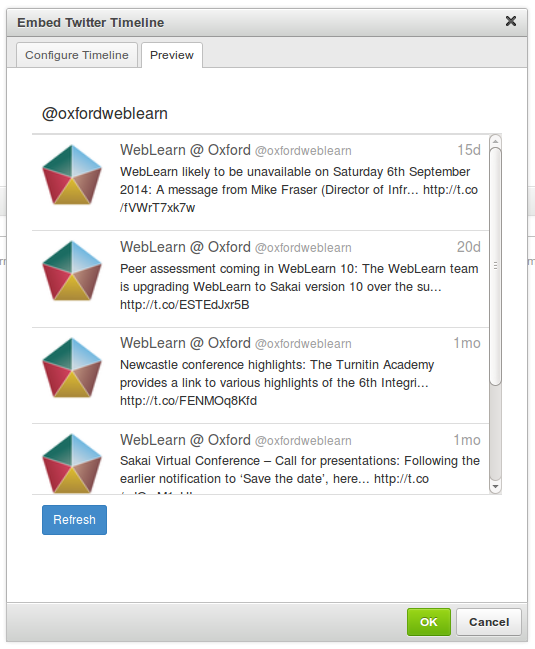 Embed Twitter Timeline
Configure Timeline
Preview
@oxfordweblearn
WebLearn @ Oxford @oxfordweblearn 15d
WebLearn likely to be unavailable on Saturday 6th September
2014: A message from Mike Fraser (Director of Infr… http://t.co
/fVWrT7xk7w
WebLearn @ Oxford @oxfordweblearn 20d
Peer assessment coming in WebLearn 10: The WebLearn team
is upgrading WebLearn to Sakai version 10 over the su…
http://t.co/ESTEdJxr5B
WebLearn @ Oxford @oxfordweblearn 1mo
Newcastle conference highlights: The Turnitin Academy
provides a link to various highlights of the 6th Integri…
http://t.co/FENMOq8Kfd
WebLearn @ Oxford @oxfordweblearn 1mo
Sakai Virtual Conference – Call for presentations: Following the
earlier notification to ‘Save the date’, here… http://t.co
Refresh
OK
Cancel